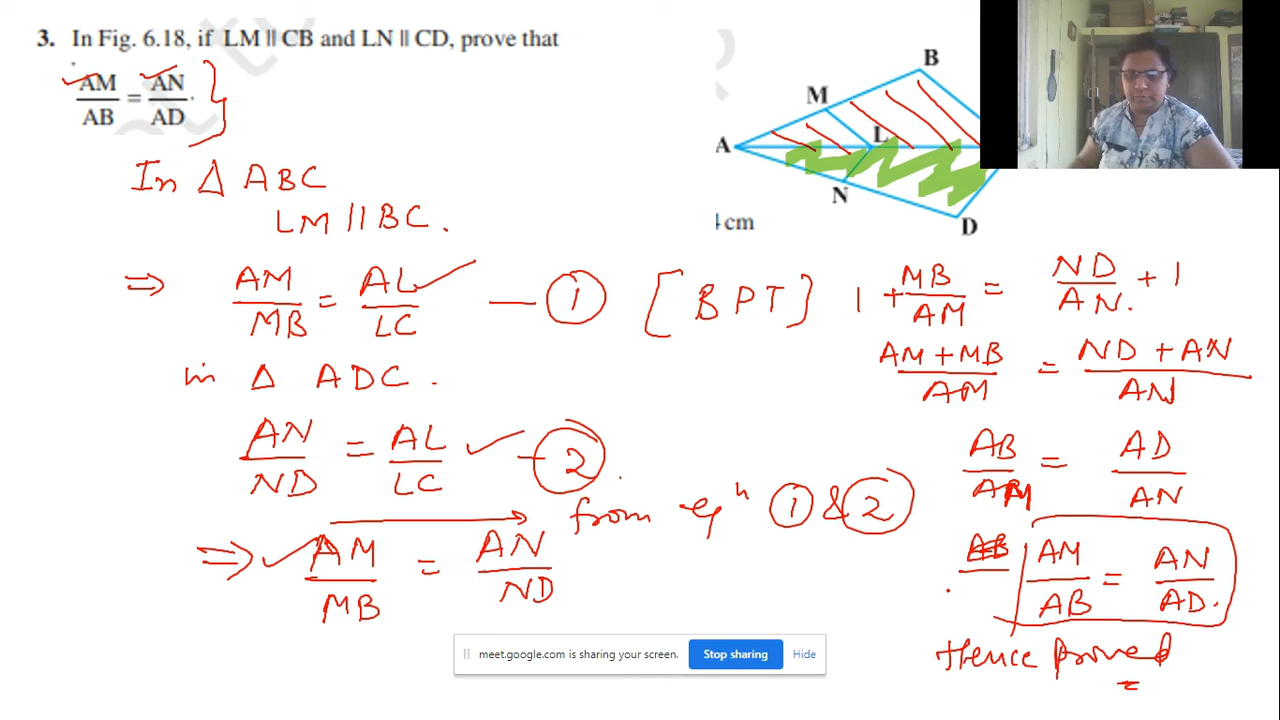 3. In Fig. 6.18, if LM || CB and LN || CD, prove that
AM/AB = AN/AD.
A
M
B
L
N
D
4 cm
In Δ ABC
LM || BC.
⇒ AM/MB = AL/LC — ① [BPT]
in Δ ADC.
AN/ND = AL/LC — ②.
from eqⁿ ① & ②
⇒ AM/MB = AN/ND
1 + MB/AM = ND/AN. + 1
AM + MB/AM = ND + AN/AN
AB/AM = AD/AN
AB
AM/AB = AN/AD.
Hence proved
meet.google.com is sharing your screen. Stop sharing Hide